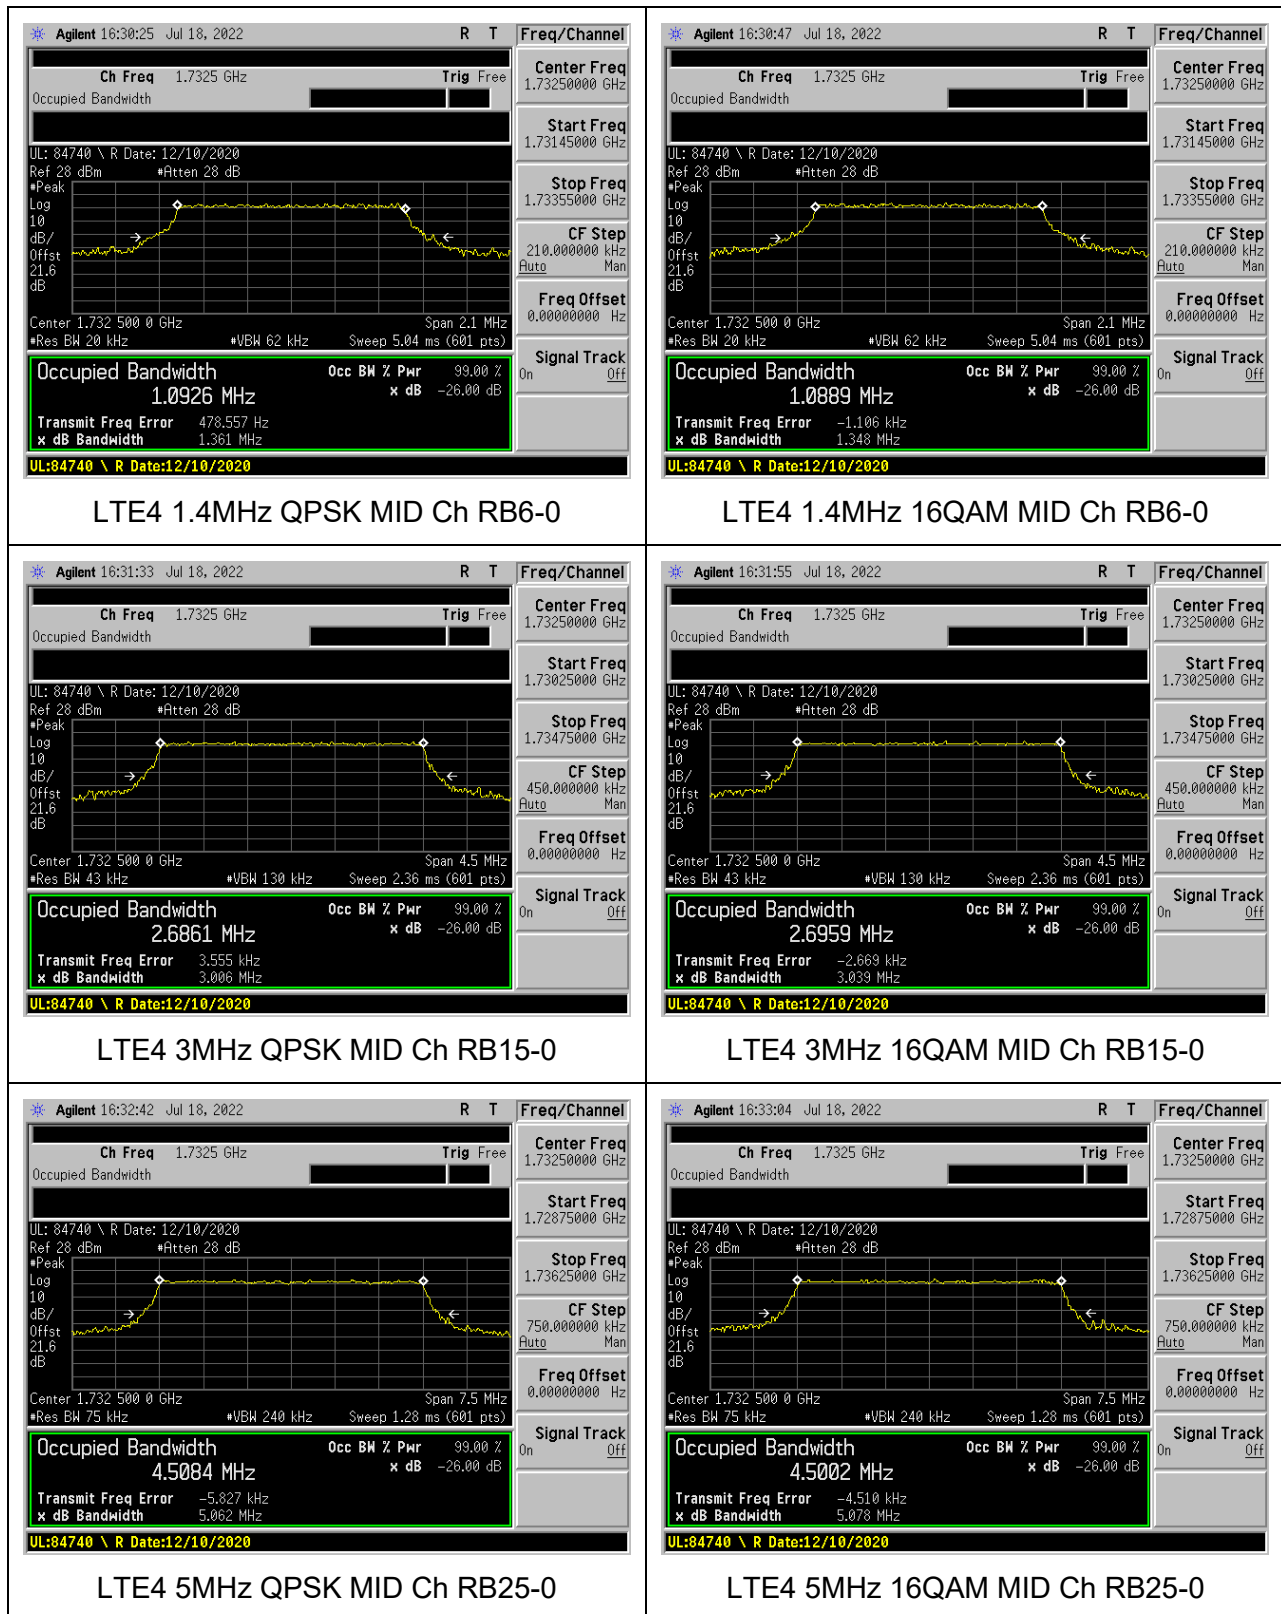 Agilent 16:30:25 Jul 18, 2022 R T Freq/Channel
Ch Freq 1.7325 GHz Trig Free
Occupied Bandwidth
Center Freq
1.73250000 GHz
Start Freq
1.73145000 GHz
Stop Freq
1.73355000 GHz
CF Step
210.000000 kHz
Auto Man
Freq Offset
0.00000000 Hz
Signal Track
On Off
UL: 84740 \ R Date: 12/10/2020
Ref 28 dBm #Atten 28 dB
#Peak
Log
10
dB/
Offst
21.6
dB
Center 1.732 500 0 GHz Span 2.1 MHz
#Res BW 20 kHz #VBW 62 kHz Sweep 5.04 ms (601 pts)
Occupied Bandwidth Occ BW % Pwr 99.00 %
1.0926 MHz x dB -26.00 dB
Transmit Freq Error 478.557 Hz
x dB Bandwidth 1.361 MHz
UL:84740 \ R Date:12/10/2020
LTE4 1.4MHz QPSK MID Ch RB6-0
Agilent 16:30:47 Jul 18, 2022 R T Freq/Channel
Ch Freq 1.7325 GHz Trig Free
Occupied Bandwidth
Center Freq
1.73250000 GHz
Start Freq
1.73145000 GHz
Stop Freq
1.73355000 GHz
CF Step
210.000000 kHz
Auto Man
Freq Offset
0.00000000 Hz
Signal Track
On Off
UL: 84740 \ R Date: 12/10/2020
Ref 28 dBm #Atten 28 dB
#Peak
Log
10
dB/
Offst
21.6
dB
Center 1.732 500 0 GHz Span 2.1 MHz
#Res BW 20 kHz #VBW 62 kHz Sweep 5.04 ms (601 pts)
Occupied Bandwidth Occ BW % Pwr 99.00 %
1.0889 MHz x dB -26.00 dB
Transmit Freq Error -1.106 kHz
x dB Bandwidth 1.348 MHz
UL:84740 \ R Date:12/10/2020
LTE4 1.4MHz 16QAM MID Ch RB6-0
Agilent 16:31:33 Jul 18, 2022 R T Freq/Channel
Ch Freq 1.7325 GHz Trig Free
Occupied Bandwidth
Center Freq
1.73250000 GHz
Start Freq
1.73025000 GHz
Stop Freq
1.73475000 GHz
CF Step
450.000000 kHz
Auto Man
Freq Offset
0.00000000 Hz
Signal Track
On Off
UL: 84740 \ R Date: 12/10/2020
Ref 28 dBm #Atten 28 dB
#Peak
Log
10
dB/
Offst
21.6
dB
Center 1.732 500 0 GHz Span 4.5 MHz
#Res BW 43 kHz #VBW 130 kHz Sweep 2.36 ms (601 pts)
Occupied Bandwidth Occ BW % Pwr 99.00 %
2.6861 MHz x dB -26.00 dB
Transmit Freq Error 3.555 kHz
x dB Bandwidth 3.006 MHz
UL:84740 \ R Date:12/10/2020
LTE4 3MHz QPSK MID Ch RB15-0
Agilent 16:31:55 Jul 18, 2022 R T Freq/Channel
Ch Freq 1.7325 GHz Trig Free
Occupied Bandwidth
Center Freq
1.73250000 GHz
Start Freq
1.73025000 GHz
Stop Freq
1.73475000 GHz
CF Step
450.000000 kHz
Auto Man
Freq Offset
0.00000000 Hz
Signal Track
On Off
UL: 84740 \ R Date: 12/10/2020
Ref 28 dBm #Atten 28 dB
#Peak
Log
10
dB/
Offst
21.6
dB
Center 1.732 500 0 GHz Span 4.5 MHz
#Res BW 43 kHz #VBW 130 kHz Sweep 2.36 ms (601 pts)
Occupied Bandwidth Occ BW % Pwr 99.00 %
2.6959 MHz x dB -26.00 dB
Transmit Freq Error -2.669 kHz
x dB Bandwidth 3.039 MHz
UL:84740 \ R Date:12/10/2020
LTE4 3MHz 16QAM MID Ch RB15-0
Agilent 16:32:42 Jul 18, 2022 R T Freq/Channel
Ch Freq 1.7325 GHz Trig Free
Occupied Bandwidth
Center Freq
1.73250000 GHz
Start Freq
1.72875000 GHz
Stop Freq
1.73625000 GHz
CF Step
750.000000 kHz
Auto Man
Freq Offset
0.00000000 Hz
Signal Track
On Off
UL: 84740 \ R Date: 12/10/2020
Ref 28 dBm #Atten 28 dB
#Peak
Log
10
dB/
Offst
21.6
dB
Center 1.732 500 0 GHz Span 7.5 MHz
#Res BW 75 kHz #VBW 240 kHz Sweep 1.28 ms (601 pts)
Occupied Bandwidth Occ BW % Pwr 99.00 %
4.5084 MHz x dB -26.00 dB
Transmit Freq Error -5.827 kHz
x dB Bandwidth 5.062 MHz
UL:84740 \ R Date:12/10/2020
LTE4 5MHz QPSK MID Ch RB25-0
Agilent 16:33:04 Jul 18, 2022 R T Freq/Channel
Ch Freq 1.7325 GHz Trig Free
Occupied Bandwidth
Center Freq
1.73250000 GHz
Start Freq
1.72875000 GHz
Stop Freq
1.73625000 GHz
CF Step
750.000000 kHz
Auto Man
Freq Offset
0.00000000 Hz
Signal Track
On Off
UL: 84740 \ R Date: 12/10/2020
Ref 28 dBm #Atten 28 dB
#Peak
Log
10
dB/
Offst
21.6
dB
Center 1.732 500 0 GHz Span 7.5 MHz
#Res BW 75 kHz #VBW 240 kHz Sweep 1.28 ms (601 pts)
Occupied Bandwidth Occ BW % Pwr 99.00 %
4.5002 MHz x dB -26.00 dB
Transmit Freq Error -4.510 kHz
x dB Bandwidth 5.078 MHz
UL:84740 \ R Date:12/10/2020
LTE4 5MHz 16QAM MID Ch RB25-0